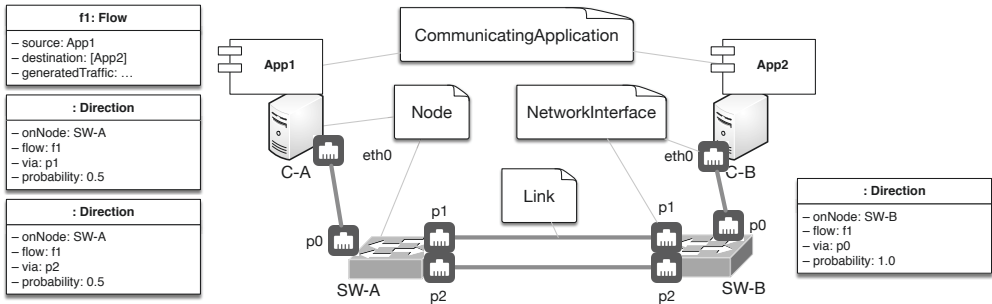 f1: Flow
– source: App1
– destination: [App2]
– generatedTraffic: …
: Direction
– onNode: SW-A
– flow: f1
– via: p1
– probability: 0.5
: Direction
– onNode: SW-A
– flow: f1
– via: p2
– probability: 0.5
App1
CommunicatingApplication
App2
Node
NetworkInterface
eth0
eth0
C-A
C-B
Link
p0
p1
p1
p0
SW-A
p2
p2
SW-B
: Direction
– onNode: SW-B
– flow: f1
– via: p0
– probability: 1.0